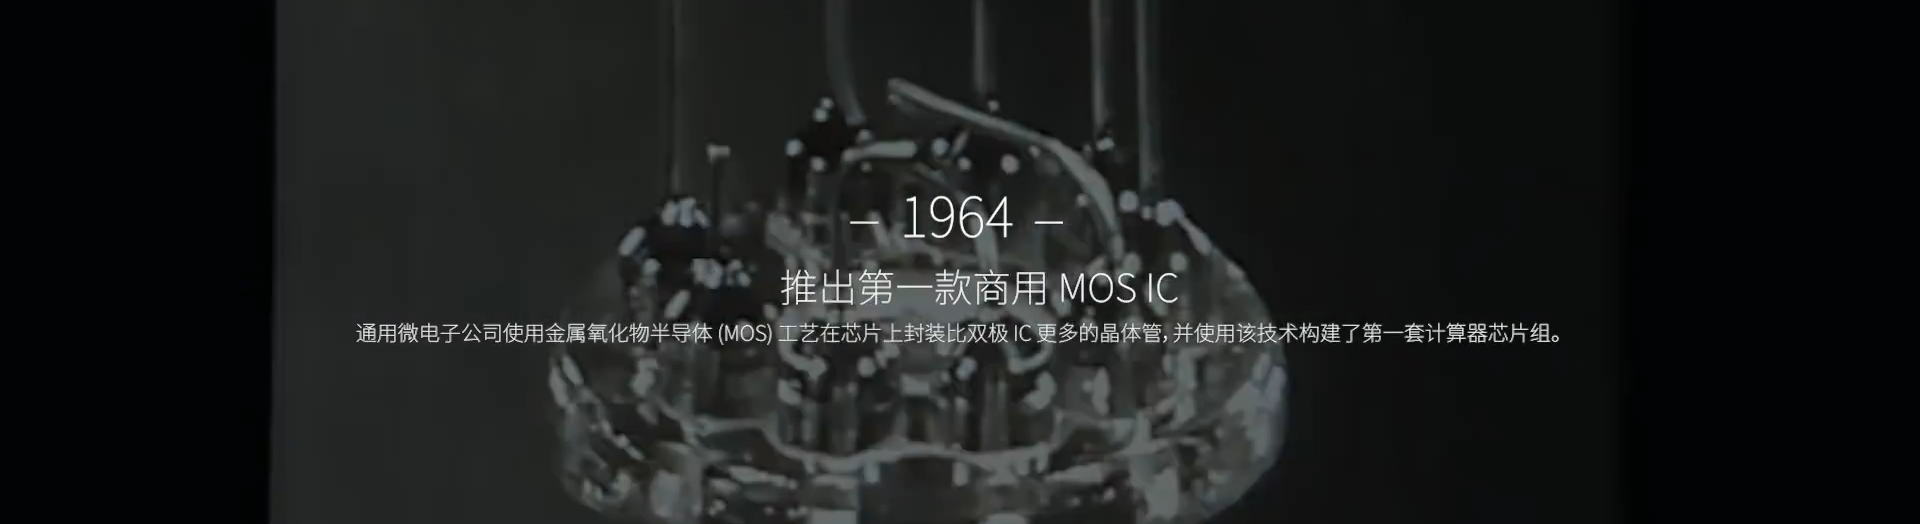 – 1964 –
推出第一款商用 MOS IC
通用微电子公司使用金属氧化物半导体 (MOS) 工艺在芯片上封装比双极 IC 更多的晶体管, 并使用该技术构建了第一套计算器芯片组。